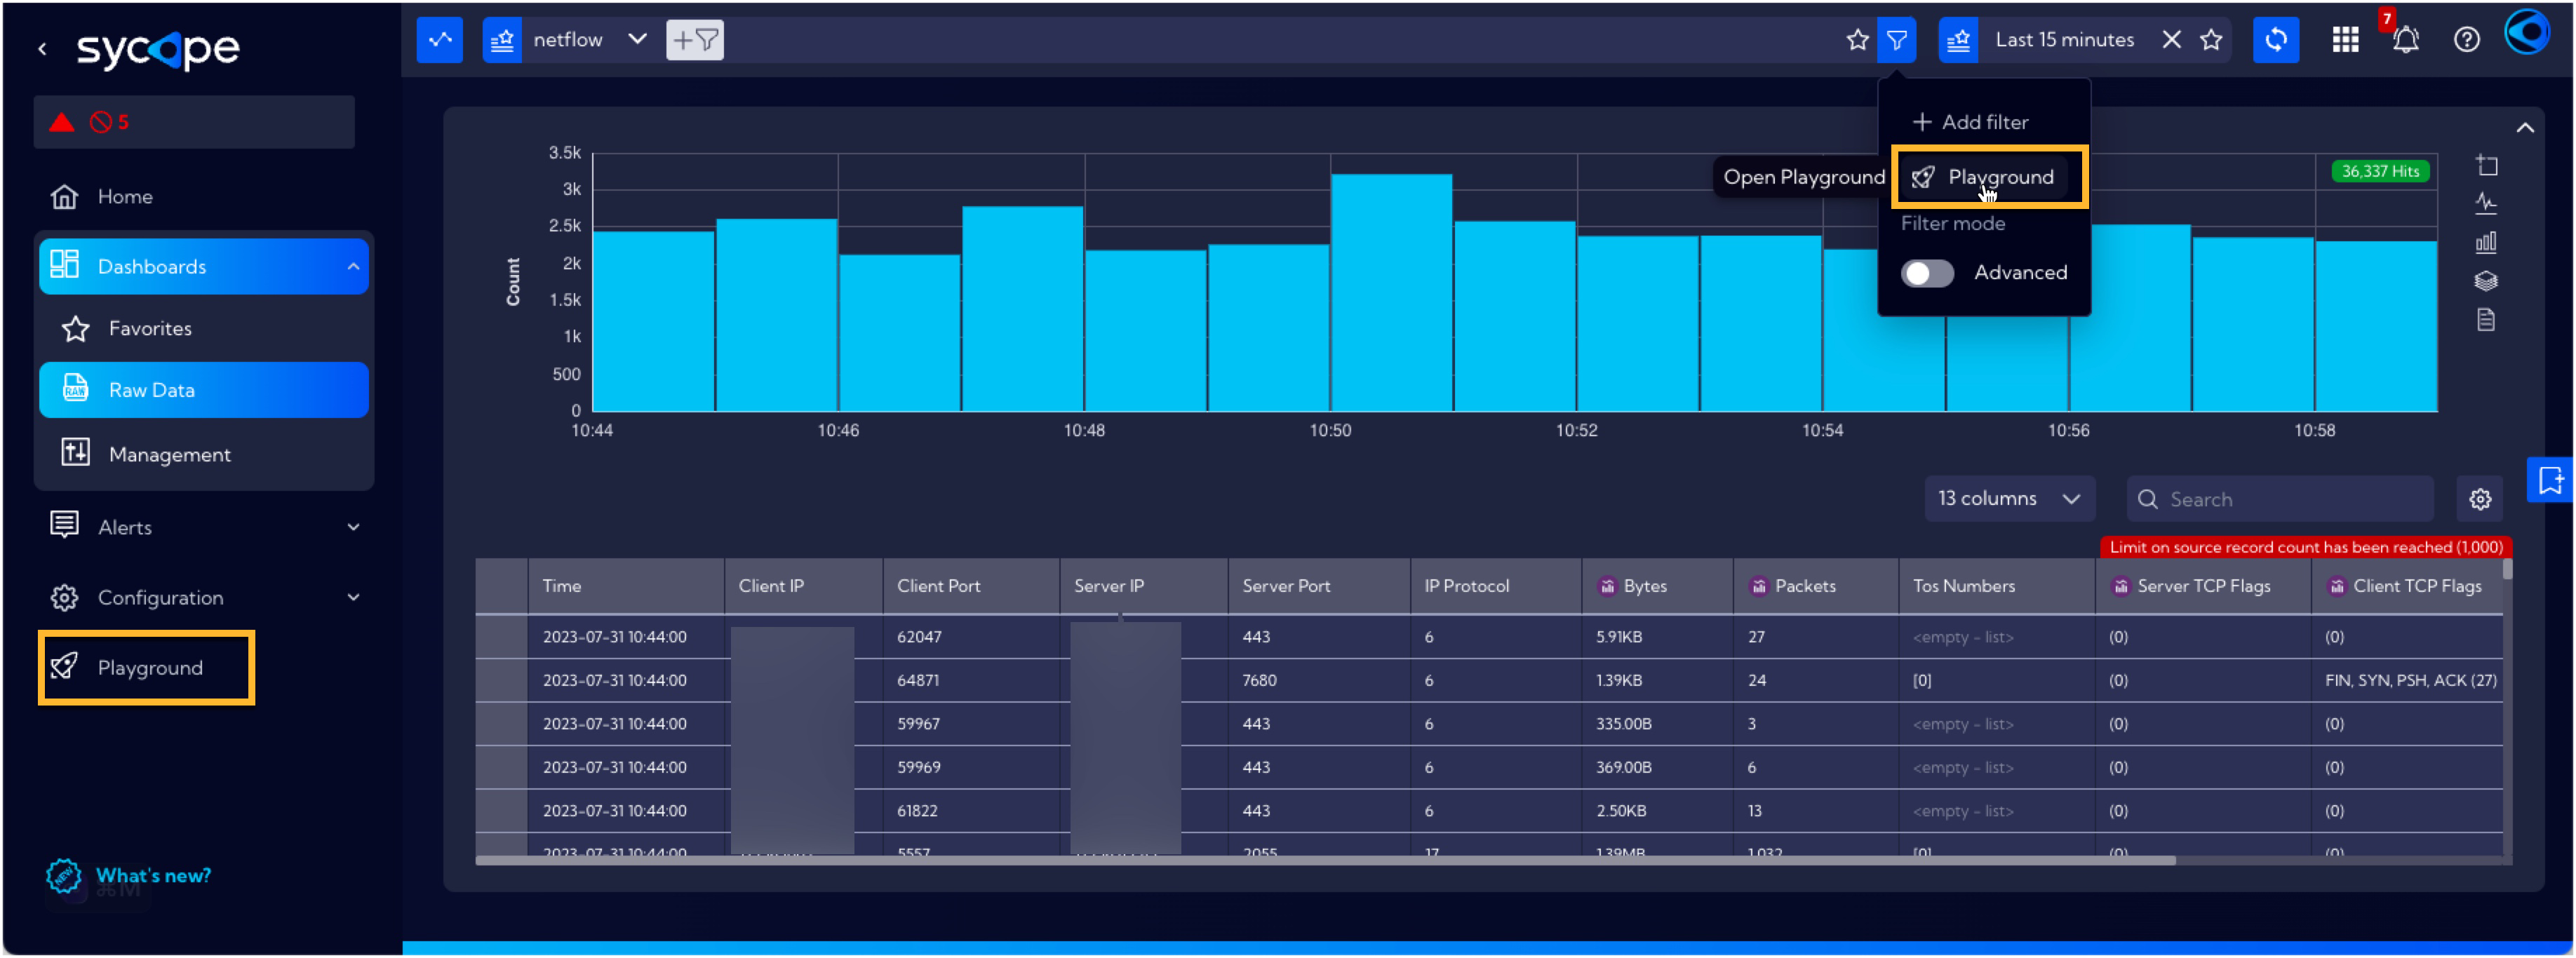 sycope
netflow
Last 15 minutes
7
5
Home
Dashboards
Favorites
Raw Data
RAW
Management
Alerts
Configuration
Playground
NEW
What's new?
⌘M
Add filter
Open Playground
Playground
Filter mode
Advanced
36,337 Hits
Count
3.5k
3k
2.5k
2k
1.5k
1k
500
0
10:44 10:46 10:48 10:50 10:52 10:54 10:56 10:58
13 columns
Search
Limit on source record count has been reached (1,000)
Time Client IP Client Port Server IP Server Port IP Protocol Bytes Packets Tos Numbers Server TCP Flags Client TCP Flags
2023-07-31 10:44:00 62047 443 6 5.91KB 27 <empty - list> (0) (0)
2023-07-31 10:44:00 64871 7680 6 1.39KB 24 [0] (0) FIN, SYN, PSH, ACK (27)
2023-07-31 10:44:00 59967 443 6 335.00B 3 <empty - list> (0) (0)
2023-07-31 10:44:00 59969 443 6 369.00B 6 <empty - list> (0) (0)
2023-07-31 10:44:00 61822 443 6 2.50KB 13 <empty - list> (0) (0)
2023-07-31 10:44:00 5557 2055 17 1.39MB 1,032 [0] (0) (0)